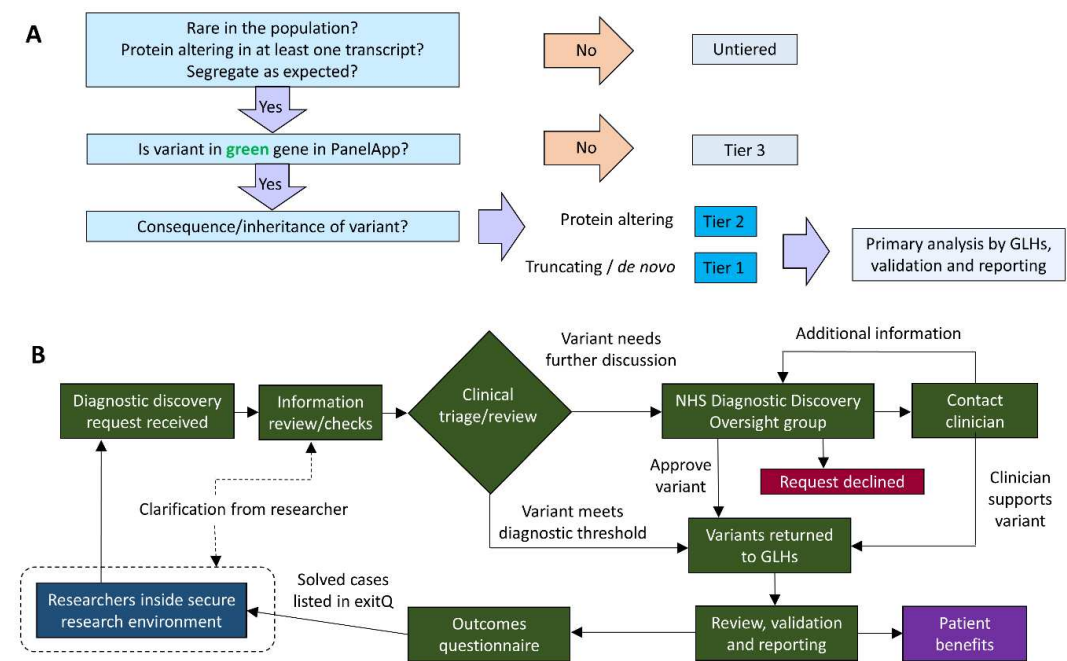 A
Rare in the population?
Protein altering in at least one transcript?
Segregate as expected?
No
Untiered
Yes
Is variant in green gene in PanelApp?
No
Tier 3
Yes
Consequence/inheritance of variant?
Protein altering
Tier 2
Truncating / de novo
Tier 1
Primary analysis by GLHs,
validation and reporting
B
Diagnostic discovery
request received
Information
review/checks
Clinical
triage/review
Variant needs
further discussion
Additional information
NHS Diagnostic Discovery
Oversight group
Contact
clinician
Approve
variant
Request declined
Clinician
supports
variant
Clarification from researcher
Variant meets
diagnostic threshold
Variants returned
to GLHs
Researchers inside secure
research environment
Solved cases
listed in exitQ
Outcomes
questionnaire
Review, validation
and reporting
Patient
benefits